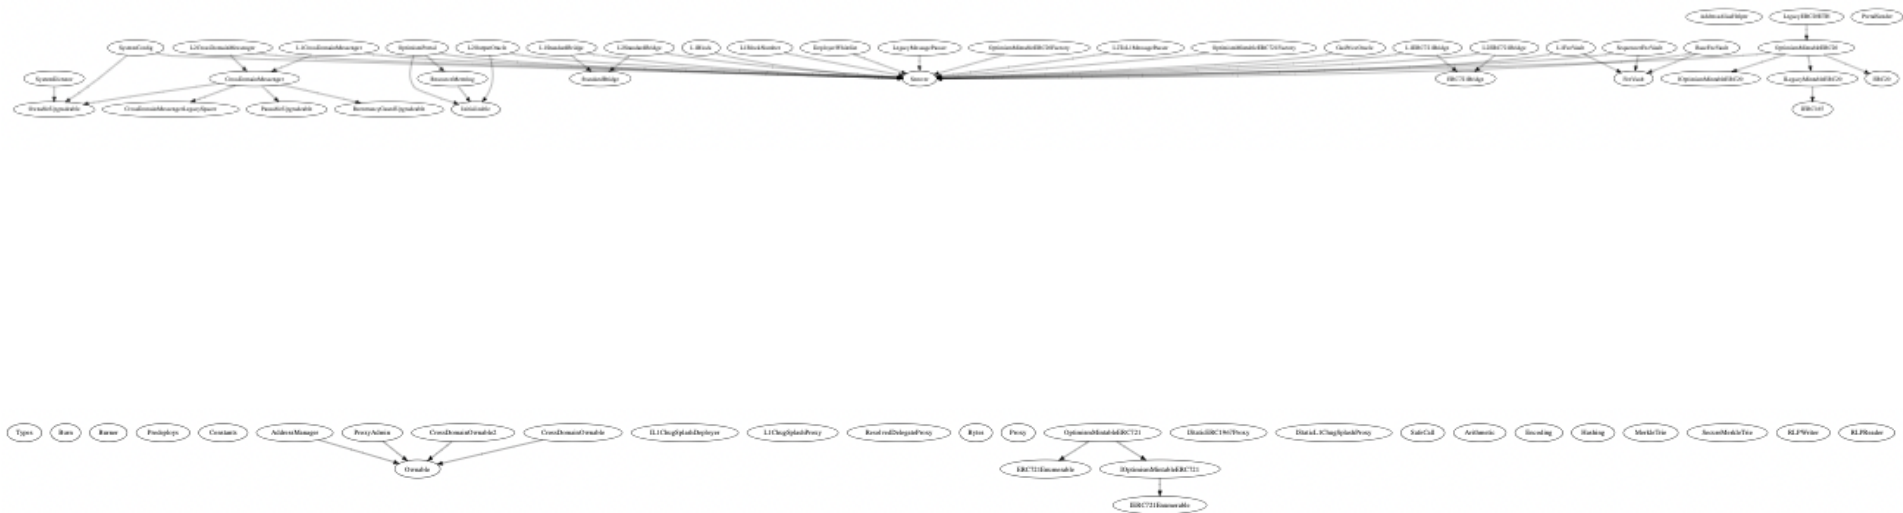 LegacyERC20ETH
SystemConfig L2CrossDomainMessenger L1CrossDomainMessenger OptimismPortal L2OutputOracle L1StandardBridge L2StandardBridge L1Block L1BlockNumber DeployerWhitelist LegacyMessagePasser OptimismMintableERC20Factory L2ToL1MessagePasser OptimismMintableERC721Factory GasPriceOracle L1ERC721Bridge L2ERC721Bridge L1FeeVault SequencerFeeVault BaseFeeVault OptimismMintableERC20
SystemDictator CrossDomainMessenger ResourceMetering StandardBridge Semver ERC721Bridge FeeVault IOptimismMintableERC20 ILegacyMintableERC20 ERC20
OwnableUpgradeable CrossDomainMessengerLegacySpacer PausableUpgradeable ReentrancyGuardUpgradeable Initializable IERC165
Types Burn Burner Predeploys Constants AddressManager ProxyAdmin CrossDomainOwnable2 CrossDomainOwnable IL1ChugSplashDeployer L1ChugSplashProxy ResolvedDelegateProxy Bytes Proxy OptimismMintableERC721 IStaticERC1967Proxy IStaticL1ChugSplashProxy SafeCall Arithmetic Encoding Hashing MerkleTrie SecureMerkleTrie RLPWriter RLPReader
Ownable ERC721Enumerable IOptimismMintableERC721
IERC721Enumerable